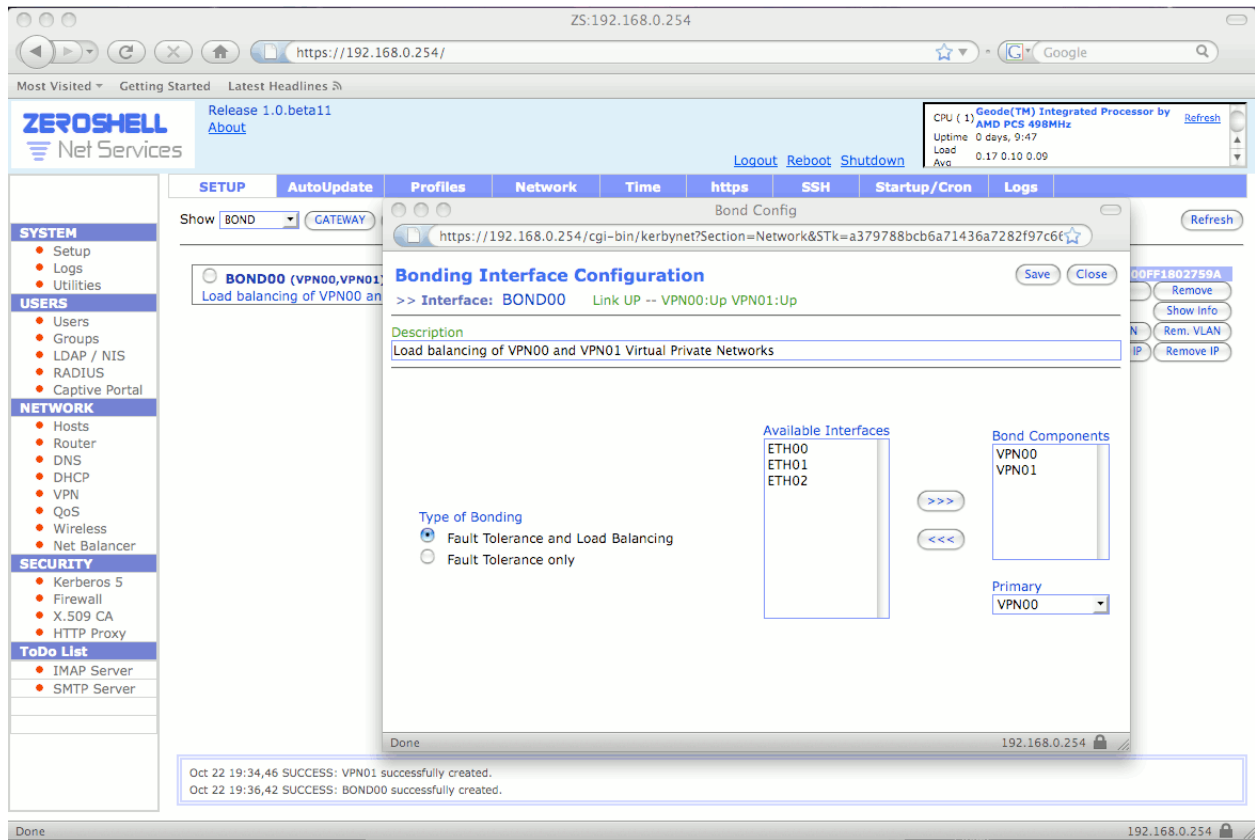 ZS:192.168.0.254
https://192.168.0.254/
G
Google
Most Visited
Getting Started
Latest Headlines
ZEROSHELL
Net Services
Release 1.0.beta11
About
Logout Reboot Shutdown
CPU ( 1) Geode(TM) Integrated Processor by AMD PCS 498MHz
Refresh
Uptime 0 days, 9:47
Load Avg 0.17 0.10 0.09
SETUP AutoUpdate Profiles Network Time https SSH Startup/Cron Logs
Show BOND GATEWAY
Refresh
SYSTEM
Setup
Logs
Utilities
USERS
Users
Groups
LDAP / NIS
RADIUS
Captive Portal
NETWORK
Hosts
Router
DNS
DHCP
VPN
QoS
Wireless
Net Balancer
SECURITY
Kerberos 5
Firewall
X.509 CA
HTTP Proxy
ToDo List
IMAP Server
SMTP Server
BOND00 (VPN00,VPN01)
Load balancing of VPN00 an
00FF1802759A
Remove
Show Info
N Rem. VLAN
IP Remove IP
Bond Config
https://192.168.0.254/cgi-bin/kerbynet?Section=Network&STk=a379788bcb6a71436a7282f97c6
Bonding Interface Configuration
Save Close
>> Interface: BOND00 Link UP -- VPN00:Up VPN01:Up
Description
Load balancing of VPN00 and VPN01 Virtual Private Networks
Type of Bonding
Fault Tolerance and Load Balancing
Fault Tolerance only
Available Interfaces
ETH00
ETH01
ETH02
>>>
<<<
Bond Components
VPN00
VPN01
Primary
VPN00
Done
192.168.0.254
Oct 22 19:34,46 SUCCESS: VPN01 successfully created.
Oct 22 19:36,42 SUCCESS: BOND00 successfully created.
Done
192.168.0.254